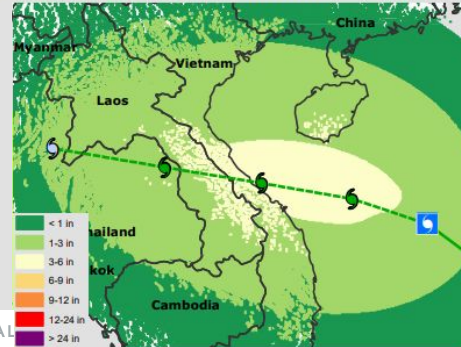 China
Myanmar
Vietnam
Laos
hailand
kok
Cambodia
< 1 in
1-3 in
3-6 in
6-9 in
9-12 in
12-24 in
> 24 in
AL